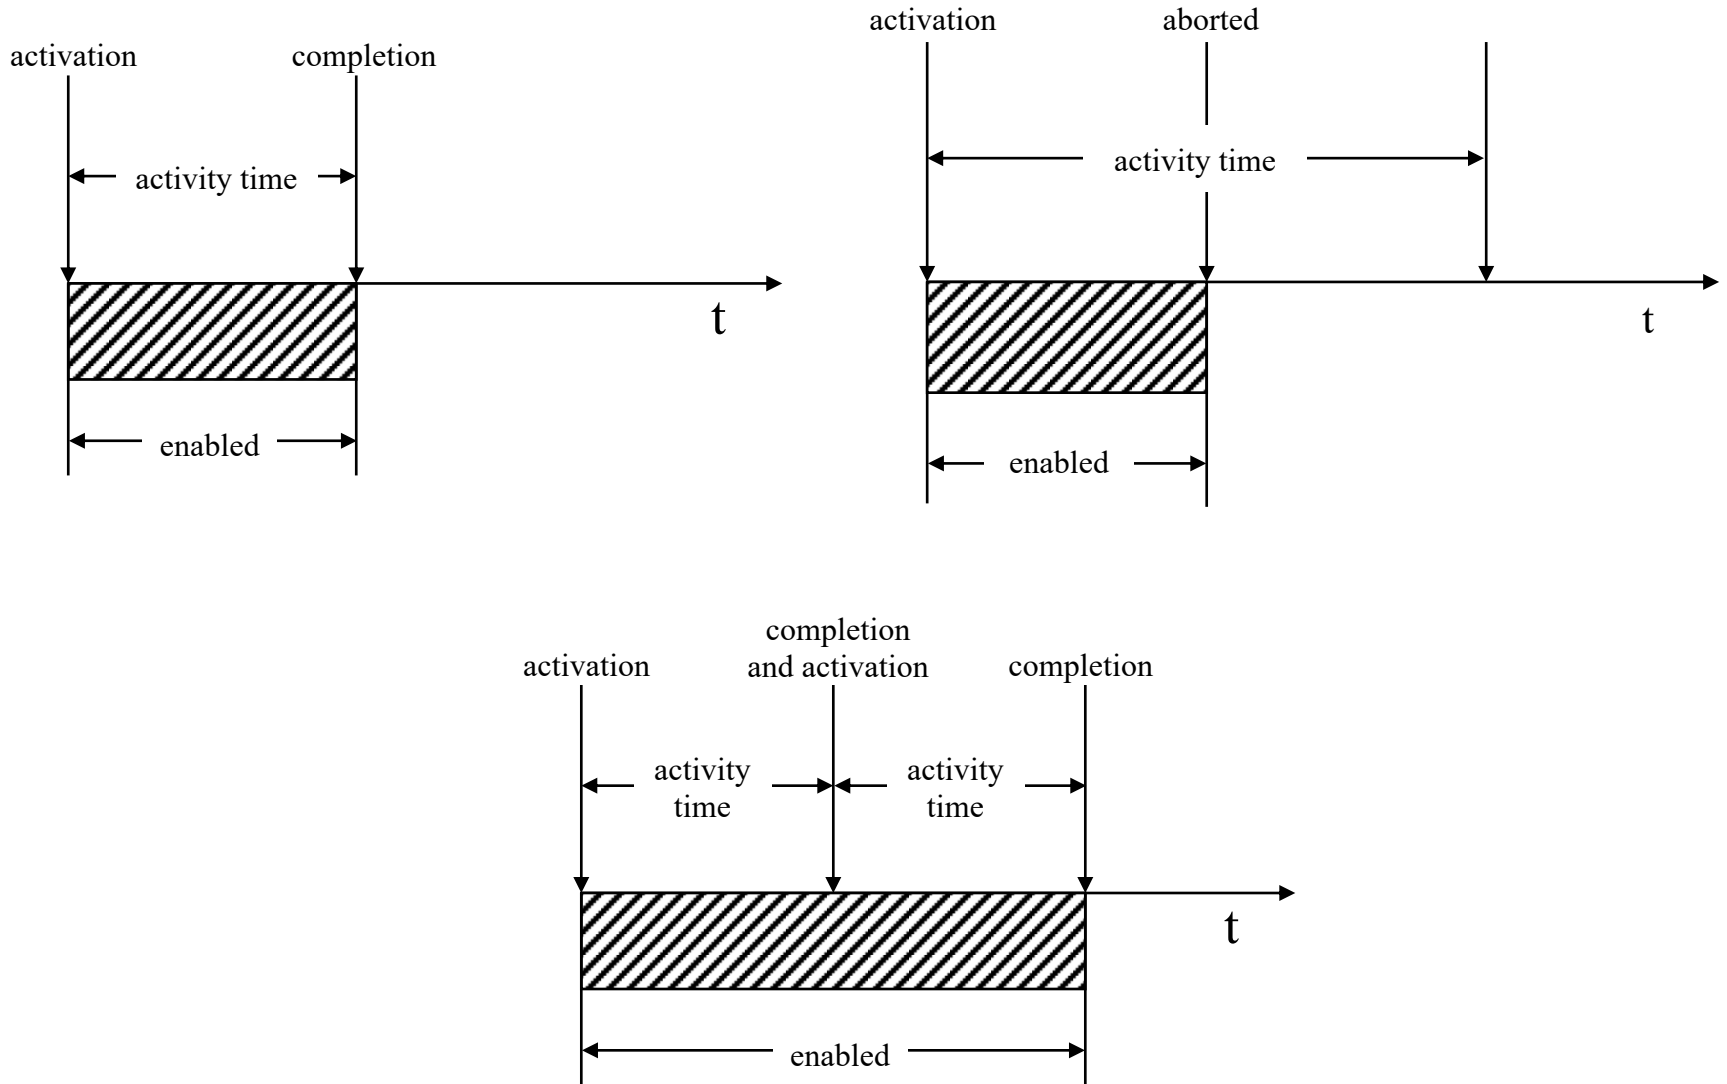 activation
completion
activity time
t
enabled
activation
aborted
activity time
t
enabled
activation
completion
and activation
completion
activity
time
activity
time
t
enabled